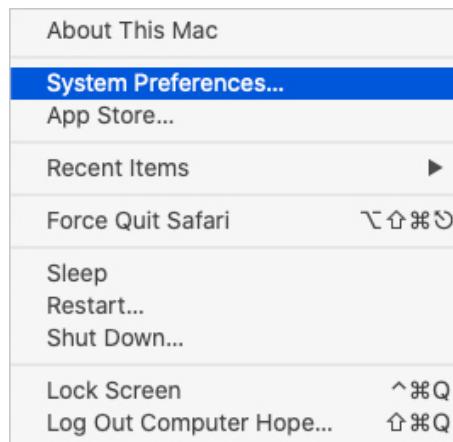 About This Mac
System Preferences...
App Store...
Recent Items ▶
Force Quit Safari ⌥⇧⌘⎋
Sleep
Restart...
Shut Down...
Lock Screen ^⌘Q
Log Out Computer Hope... ⇧⌘Q